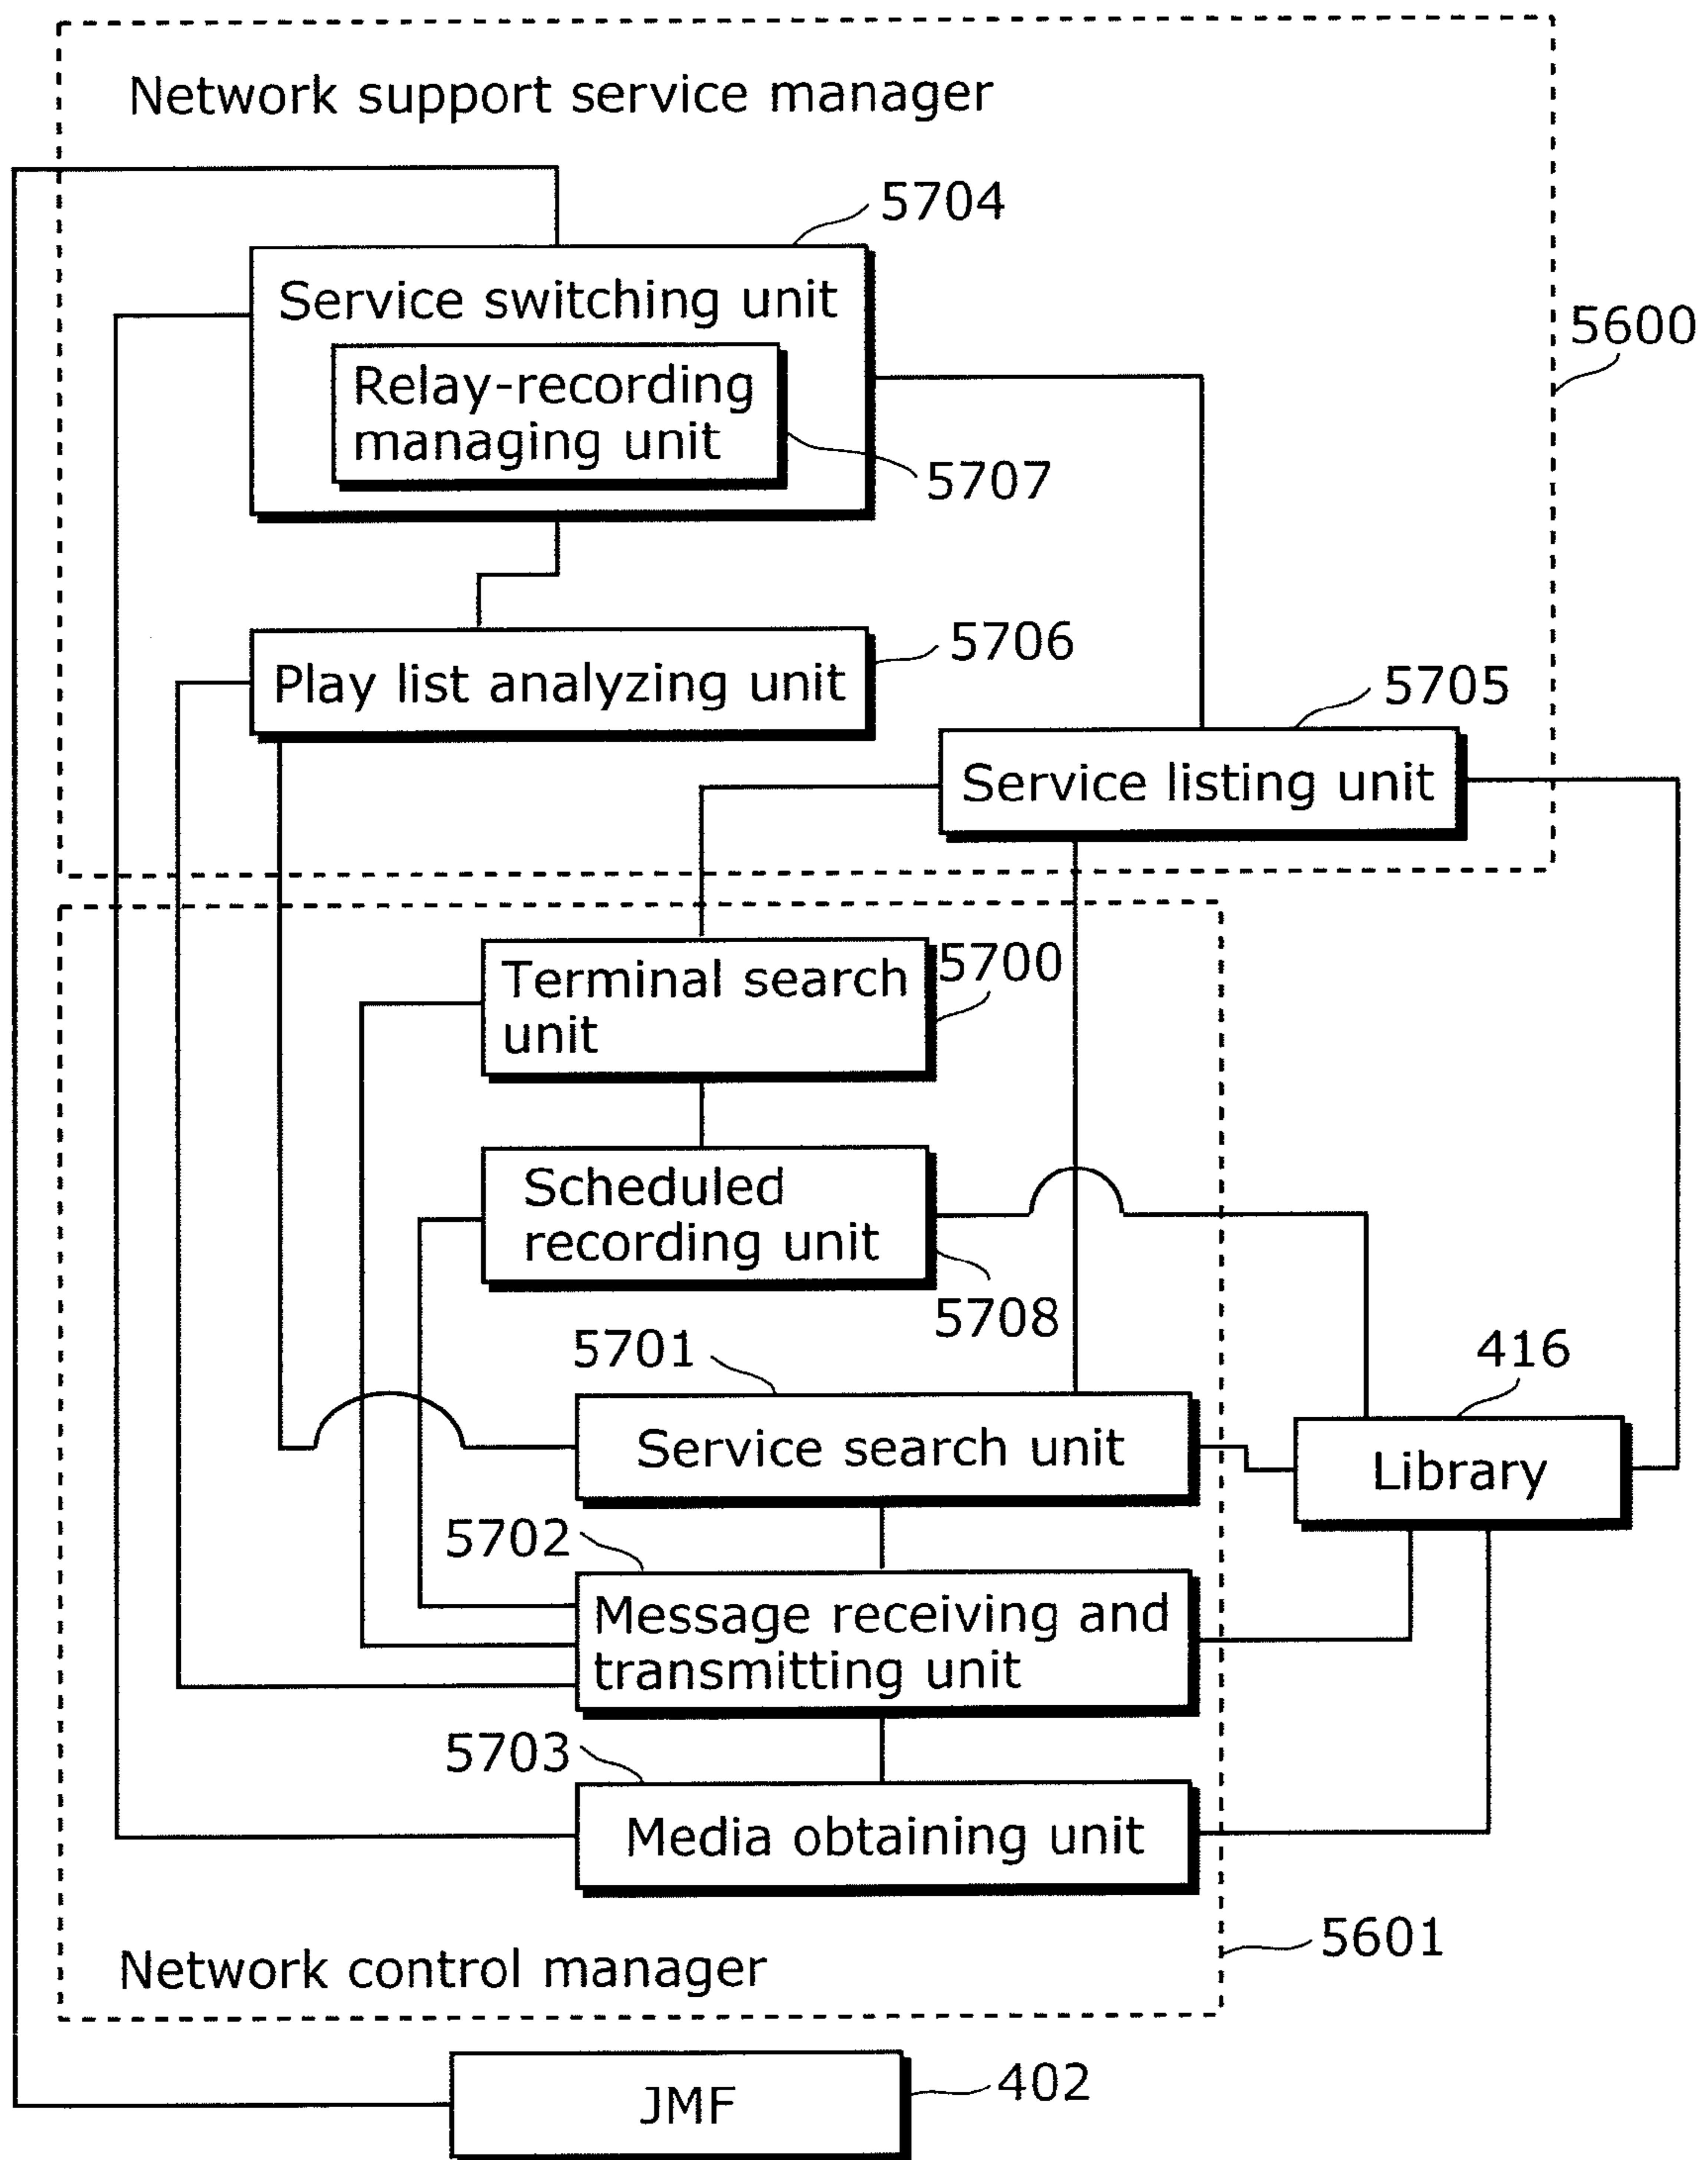 Network support service manager
5704
Service switching unit
5600
Relay-recording
managing unit
5707
5706
Play list analyzing unit
5705
Service listing unit
5700
Terminal search
unit
Scheduled
recording unit
5708
5701
416
Service search unit
Library
5702
Message receiving and
transmitting unit
5703
Media obtaining unit
5601
Network control manager
402
JMF